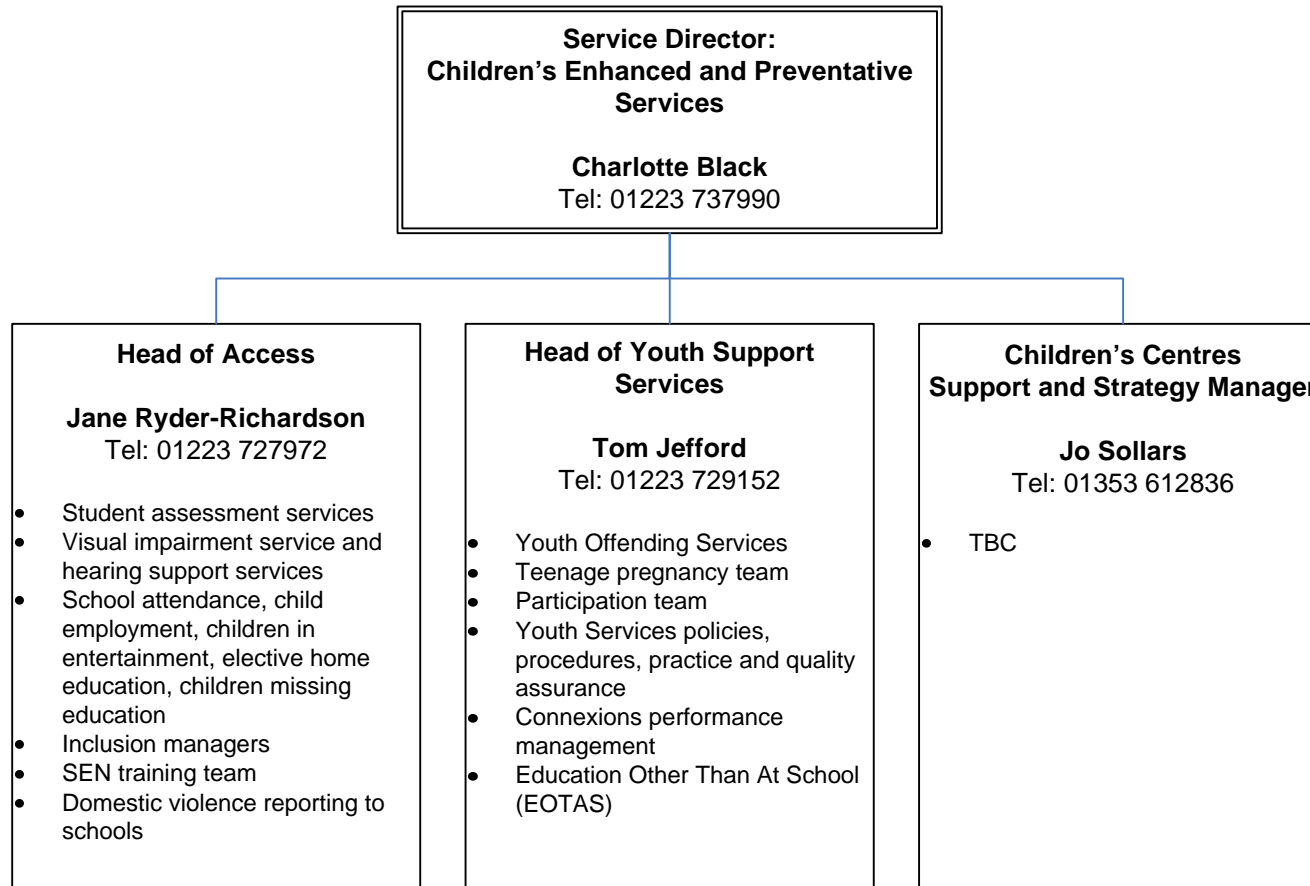 Service Director:
Children's Enhanced and Preventative
Services
Charlotte Black
Tel: 01223 737990
Head of Access
Jane Ryder-Richardson
Tel: 01223 727972
• Student assessment services
• Visual impairment service and
hearing support services
• School attendance, child
employment, children in
entertainment, elective home
education, children missing
education
• Inclusion managers
• SEN training team
• Domestic violence reporting to
schools
Head of Youth Support
Services
Tom Jefford
Tel: 01223 729152
• Youth Offending Services
• Teenage pregnancy team
• Participation team
• Youth Services policies,
procedures, practice and quality
assurance
• Connexions performance
management
• Education Other Than At School
(EOTAS)
Children's Centres
Support and Strategy Manager
Jo Sollars
Tel: 01353 612836
• TBC